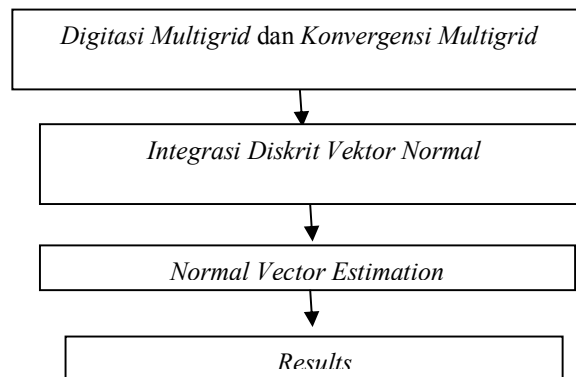 Digitasi Multigrid dan Konvergensi Multigrid
Integrasi Diskrit Vektor Normal
Normal Vector Estimation
Results